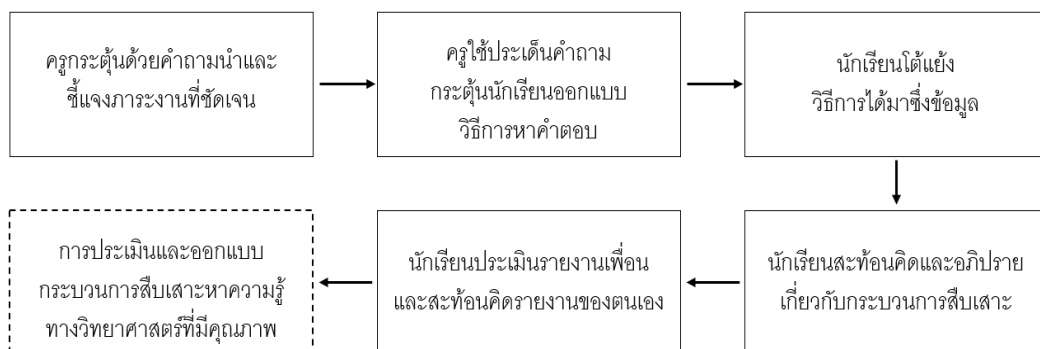 ครูกระตุ้นด้วยคำถามนำและ
ชี้แจงภาระงานที่ชัดเจน
ครูใช้ประเด็นคำถาม
กระตุ้นนักเรียนออกแบบ
วิธีการหาคำตอบ
นักเรียนโต้แย้ง
วิธีการได้มาซึ่งข้อมูล
นักเรียนสะท้อนคิดและอภิปราย
เกี่ยวกับกระบวนการสืบเสาะ
นักเรียนประเมินรายงานเพื่อน
และสะท้อนคิดรายงานของตนเอง
การประเมินและออกแบบ
กระบวนการสืบเสาะหาความรู้
ทางวิทยาศาสตร์ที่มีคุณภาพ